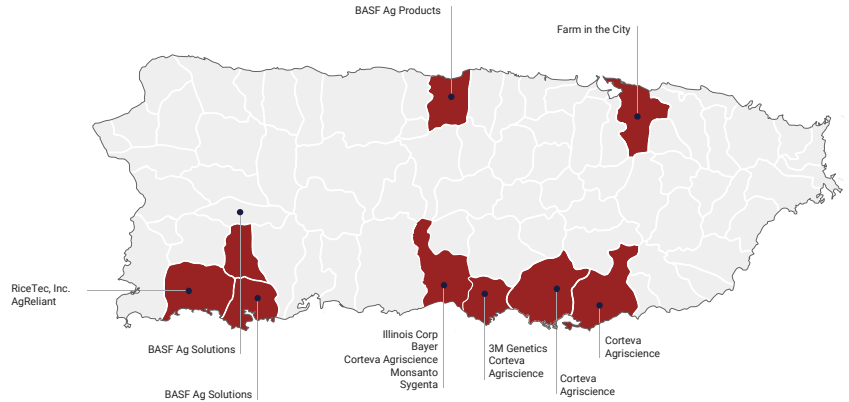 BASF Ag Products
Farm in the City
RiceTec, Inc.
AgReliant
BASF Ag Solutions
BASF Ag Solutions
Illinois Corp
Bayer
Corteva Agriscience
Monsanto
Sygenta
3M Genetics
Corteva
Agriscience
Corteva
Agriscience
Corteva
Agriscience